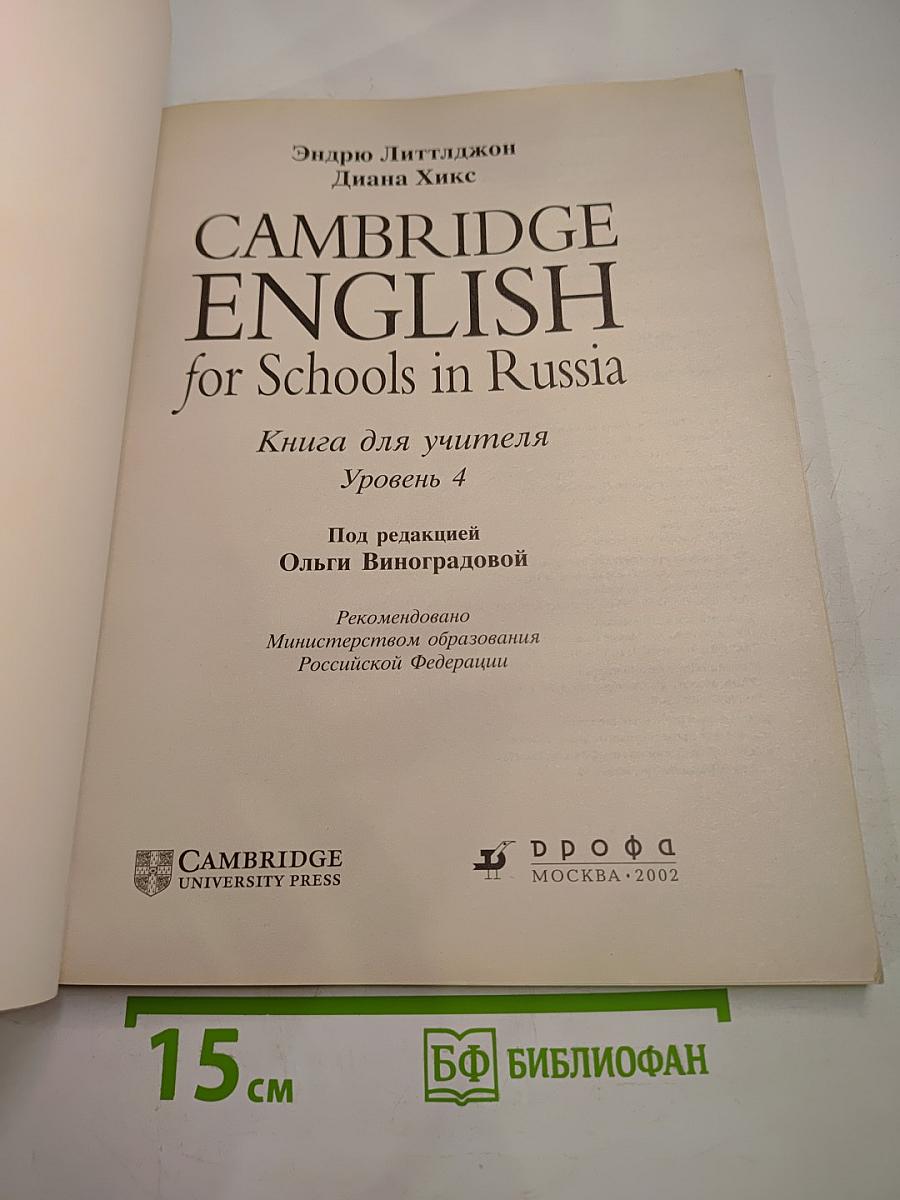 Эндрю Литтлджон
Диана Хикс
CAMBRIDGE
ENGLISH
for Schools in Russia
Книга для учителя
Уровень 4
Под редакцией
Ольги Виноградовой
Рекомендовано
Министерством образования
Российской Федерации
CAMBRIDGE
UNIVERSITY PRESS
дрофа
МОСКВА • 2002
15 см
БФ БИБЛИОФАН